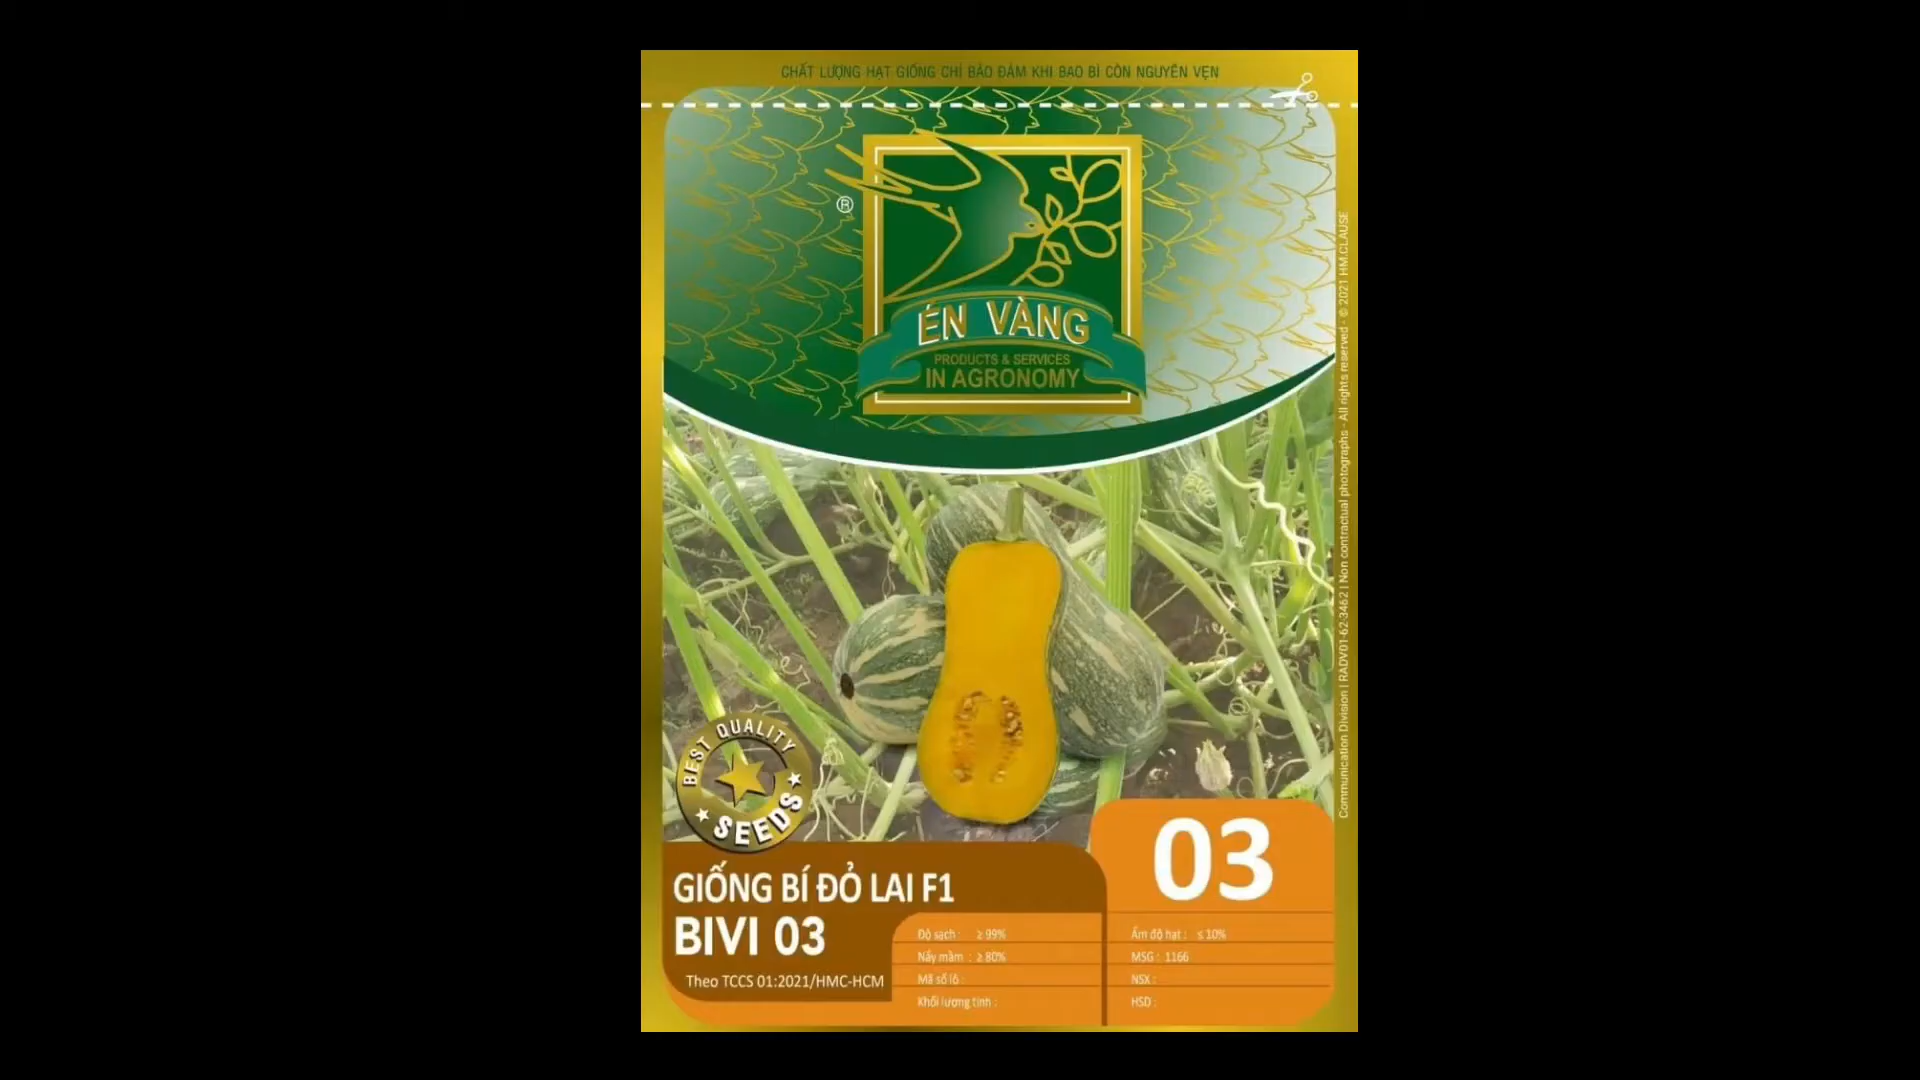 CHẤT LƯỢNG HẠT GIỐNG CHỈ BẢO ĐẢM KHI BAO BÌ CÒN NGUYÊN VẸN
®
ÉN VÀNG
PRODUCTS & SERVICES
IN AGRONOMY
Communication Division | RADV01-62-3462 | Non contractual photographs - All rights reserved - © 2021 HM.CLAUSE
BEST QUALITY
SEEDS
03
GIỐNG BÍ ĐỎ LAI F1
BIVI 03
Theo TCCS 01:2021/HMC-HCM
Độ sạch : ≥ 99%
Nẩy mầm : ≥ 80%
Mã số lô :
Khối lượng tịnh :
Ẩm độ hạt : ≤ 10%
MSG : 1166
NSX :
HSD :